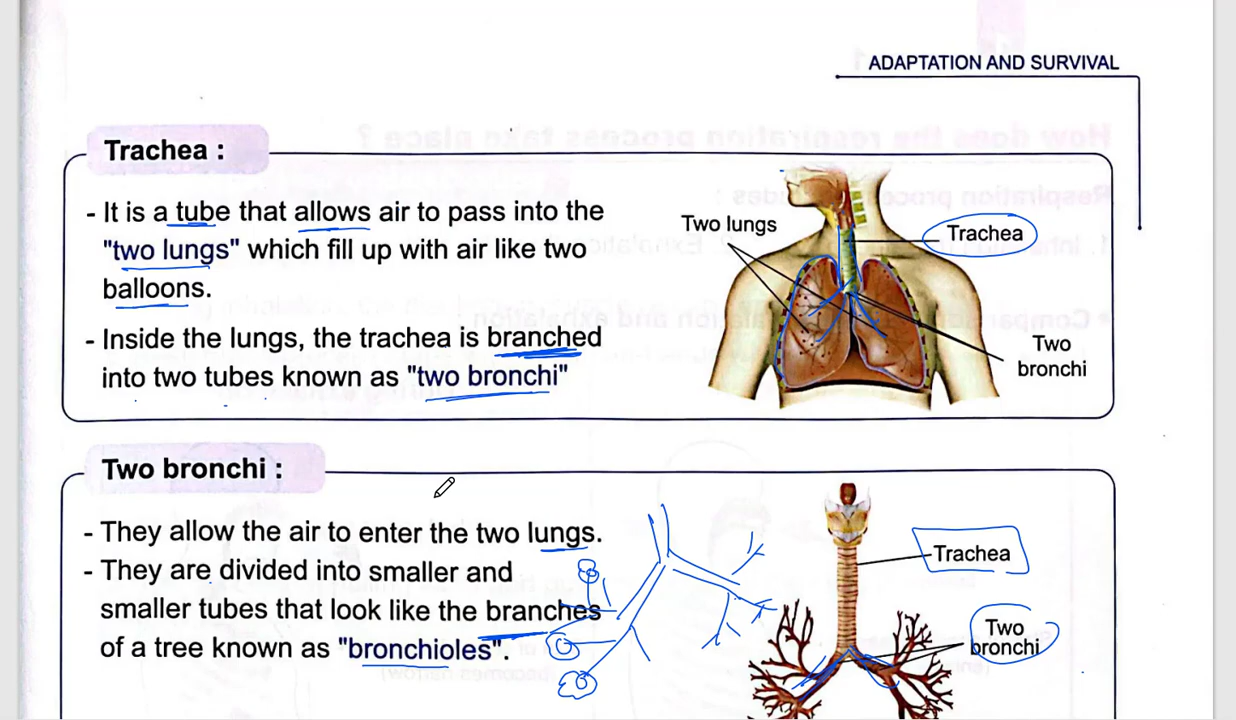 ADAPTATION AND SURVIVAL
Trachea :
- It is a tube that allows air to pass into the
"two lungs" which fill up with air like two
balloons.
- Inside the lungs, the trachea is branched
into two tubes known as "two bronchi"
Two lungs
Trachea
Two
bronchi
Two bronchi :
- They allow the air to enter the two lungs.
- They are divided into smaller and
smaller tubes that look like the branches
of a tree known as "bronchioles".
Trachea
Two
bronchi